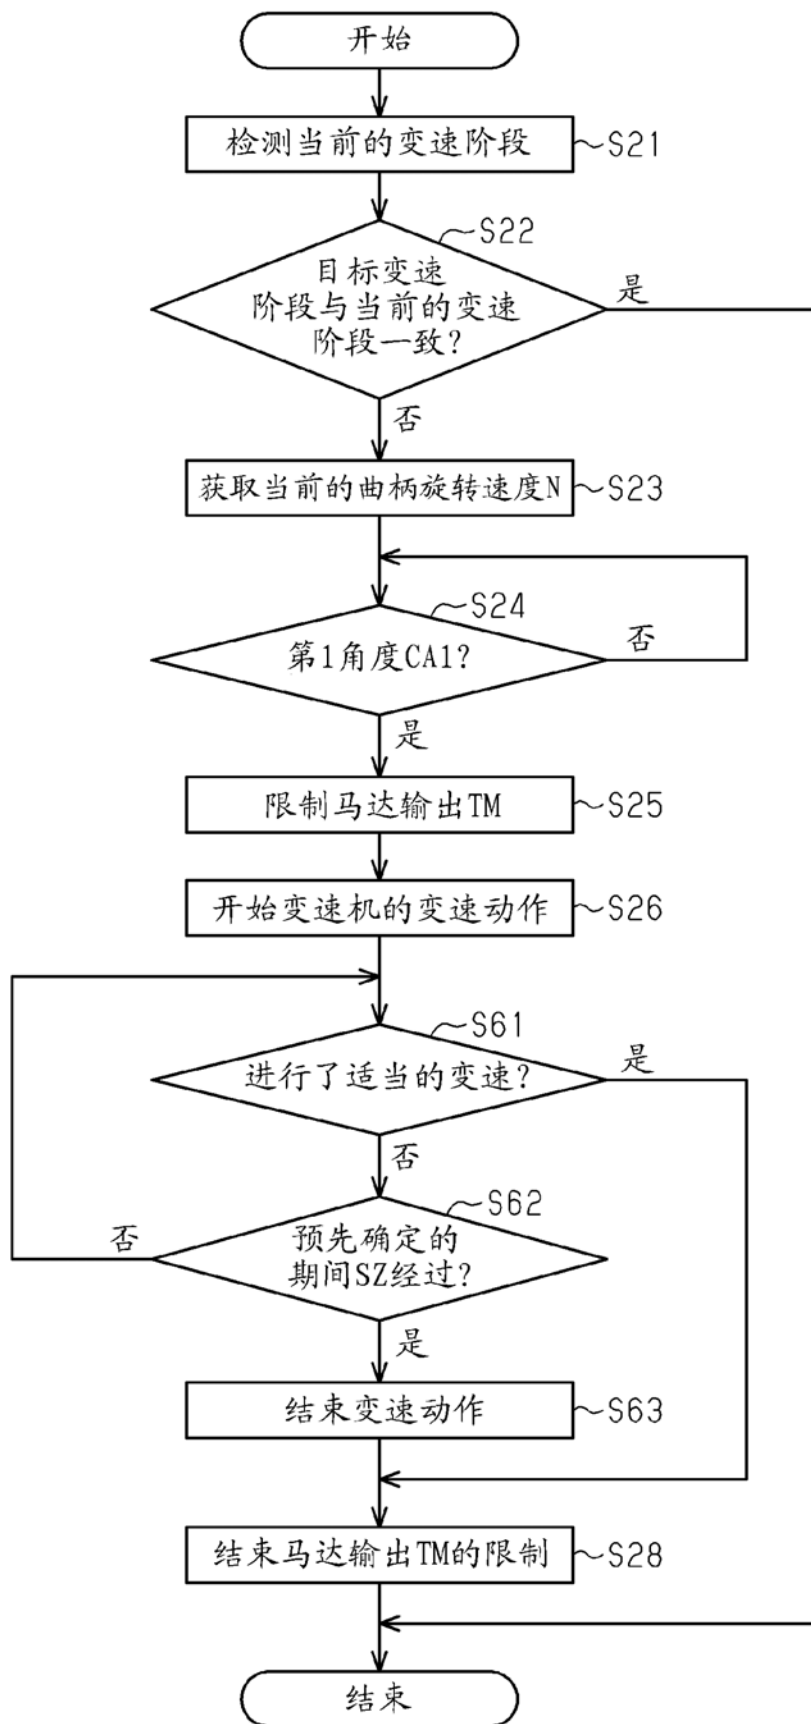 开始
检测当前的变速阶段
S21
S22
目标变速
阶段与当前的变速
阶段一致?
是
否
获取当前的曲柄旋转速度N
S23
S24
第1角度CA1?
否
是
限制马达输出TM
S25
开始变速机的变速动作
S26
S61
进行了适当的变速?
是
否
S62
预先确定的
期间SZ经过?
否
是
结束变速动作
S63
结束马达输出TM的限制
S28
结束